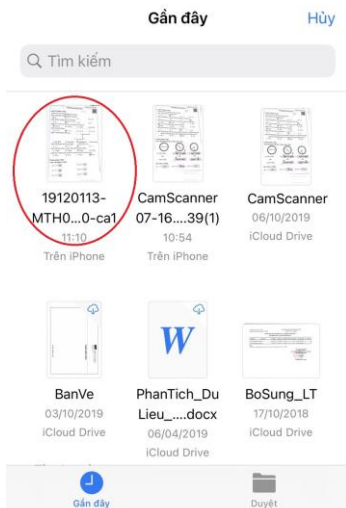 Gần đây
Hủy
Tìm kiếm
19120113-
MTH0...0-ca1
11:10
Trên iPhone
CamScanner
07-16....39(1)
10:54
Trên iPhone
CamScanner
06/10/2019
iCloud Drive
BanVe
03/10/2019
iCloud Drive
W
PhanTich_Du
Lieu_....docx
06/04/2019
iCloud Drive
BoSung_LT
17/10/2018
iCloud Drive
Gần đây
Duyệt